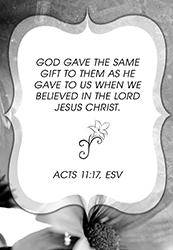 GOD GAVE THE SAME
GIFT TO THEM AS HE
GAVE TO US WHEN WE
BELIEVED IN THE LORD
JESUS CHRIST.
ACTS 11:17, ESV